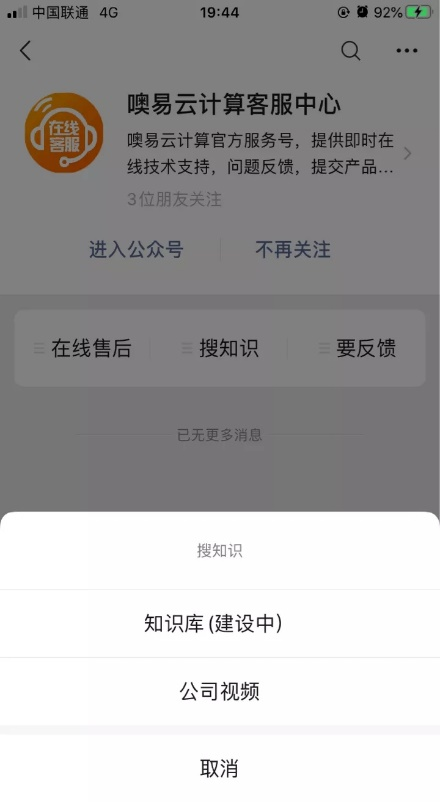 中国联通 4G 19:44 92%
噢易云计算客服中心
在线
客服
噢易云计算官方服务号，提供即时在
线技术支持，问题反馈，提交产品...
3位朋友关注
进入公众号 不再关注
在线售后 搜知识 要反馈
已无更多消息
搜知识
知识库(建设中)
公司视频
取消